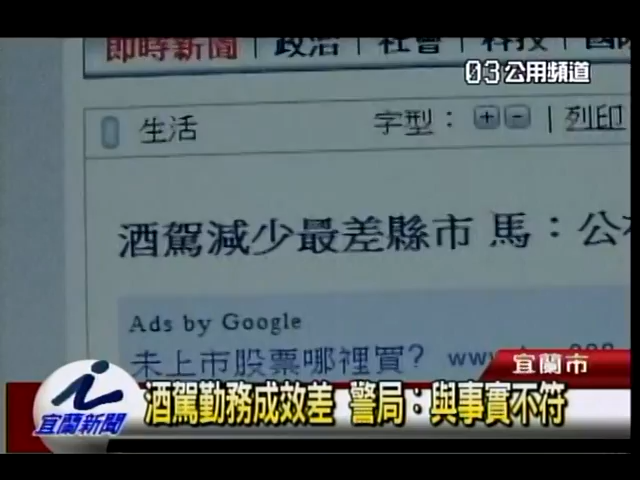 即時新聞 | 政治 | 社會 | 科技 |
03公用頻道
生活
字型： + - | 列印
酒駕減少最差縣市 馬：公
Ads by Google
未上市股票哪裡買? www
宜蘭市
酒駕勤務成效差 警局：與事實不符
宜蘭新聞